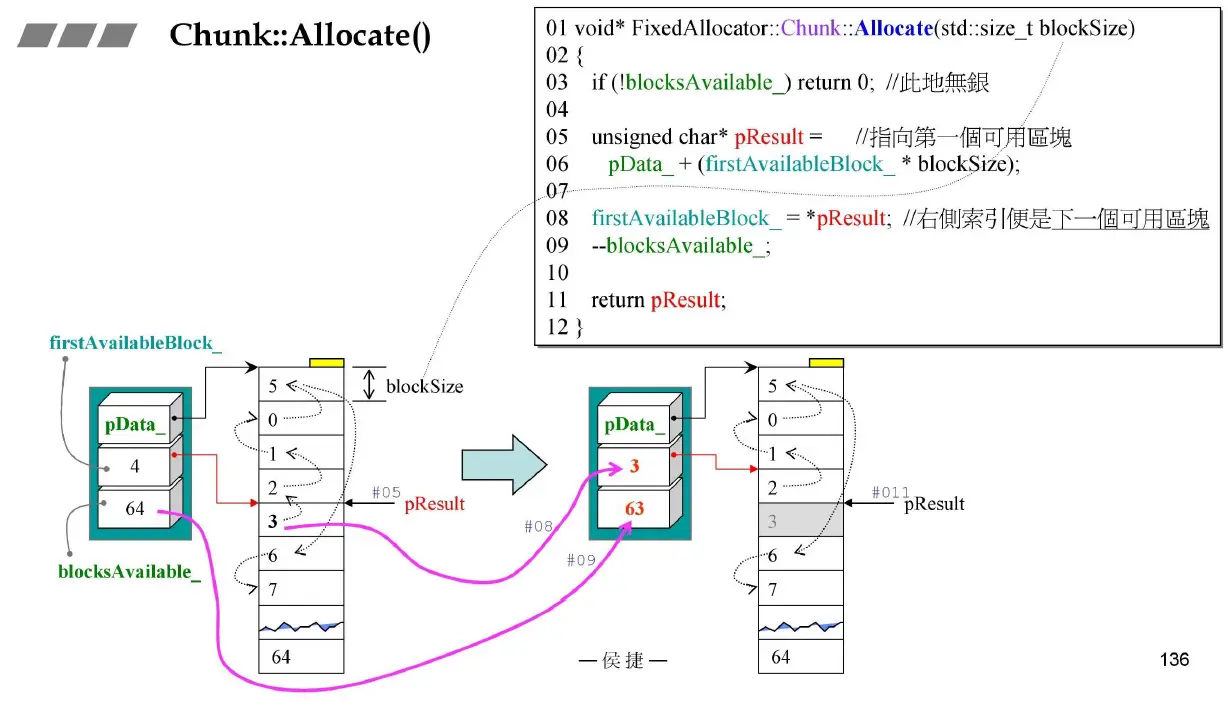 Chunk::Allocate()
01 void* FixedAllocator::Chunk::Allocate(std::size_t blockSize)
02 {
03 if (!blocksAvailable_) return 0; //此地無銀
04
05 unsigned char* pResult = //指向第一個可用區塊
06 pData_ + (firstAvailableBlock_ * blockSize);
07
08 firstAvailableBlock_ = *pResult; //右側索引便是下一個可用區塊
09 --blocksAvailable_;
10
11 return pResult;
12 }
firstAvailableBlock_
pData_
4
64
blocksAvailable_
5
0
1
2
3
6
7
64
blockSize
#05
pResult
#08
#09
pData_
3
63
5
0
1
2
3
6
7
64
#011
pResult
— 侯 捷 —
136